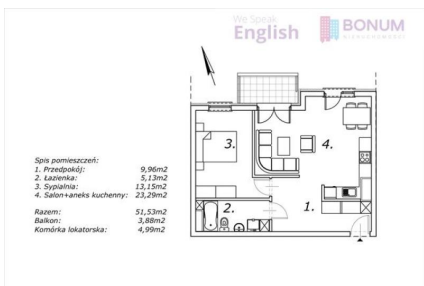 We Speak
English
BONUM
NIERUCHOMOŚCI
3.
4.
Spis pomieszczeń:
1. Przedpokój: 9,96m2
2. Łazienka: 5,13m2
3. Sypialnia: 13,15m2
4. Salon+aneks kuchenny: 23,29m2
2.
1.
Razem: 51,53m2
Balkon: 3,88m2
Komórka lokatorska: 4,99m2